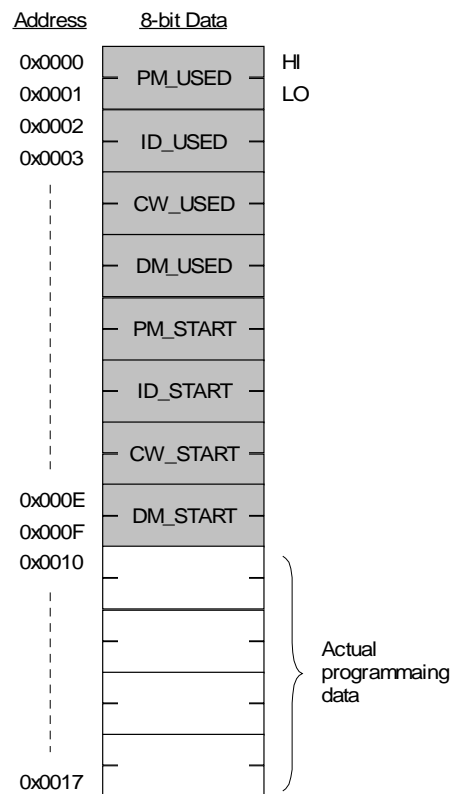 Address 8-bit Data
0x0000 HI
PM_USED
0x0001 LO
0x0002
ID_USED
0x0003
CW_USED
DM_USED
PM_START
ID_START
CW_START
0x000E
DM_START
0x000F
0x0010
Actual
programmaing
data
0x0017